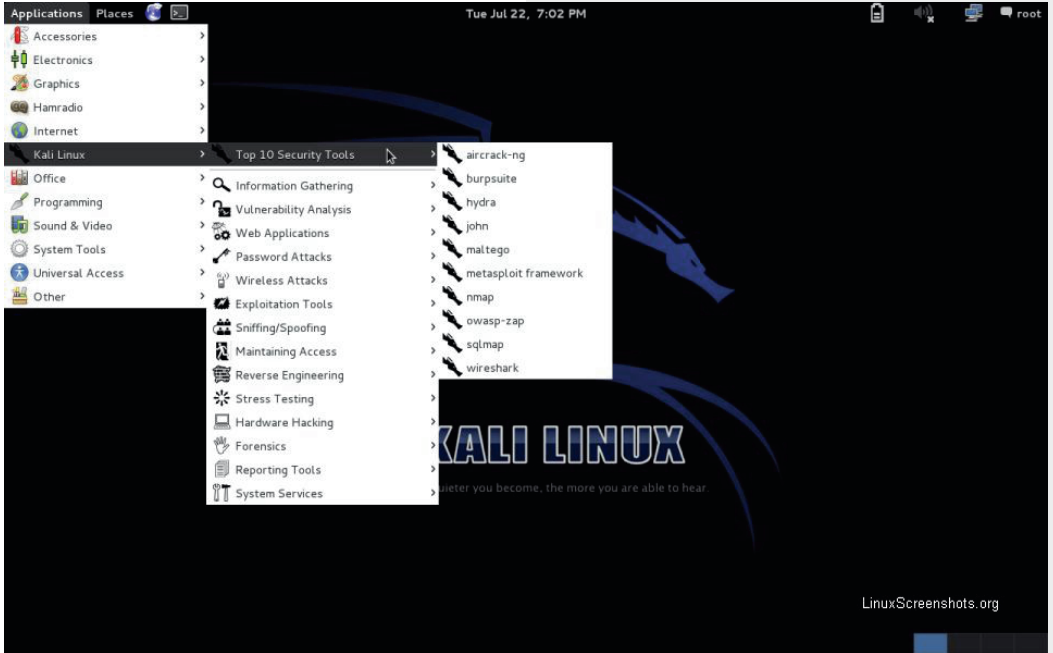 Applications Places Tue Jul 22, 7:02 PM root
Accessories
Electronics
Graphics
Hamradio
Internet
Kali Linux
Office
Programming
Sound & Video
System Tools
Universal Access
Other
Top 10 Security Tools
Information Gathering
Vulnerability Analysis
Web Applications
Password Attacks
Wireless Attacks
Exploitation Tools
Sniffing/Spoofing
Maintaining Access
Reverse Engineering
Stress Testing
Hardware Hacking
Forensics
Reporting Tools
System Services
aircrack-ng
burpsuite
hydra
john
maltego
metasploit framework
nmap
owasp-zap
sqlmap
wireshark
KALI LINUX
uieter you become, the more you are able to hear.
LinuxScreenshots.org